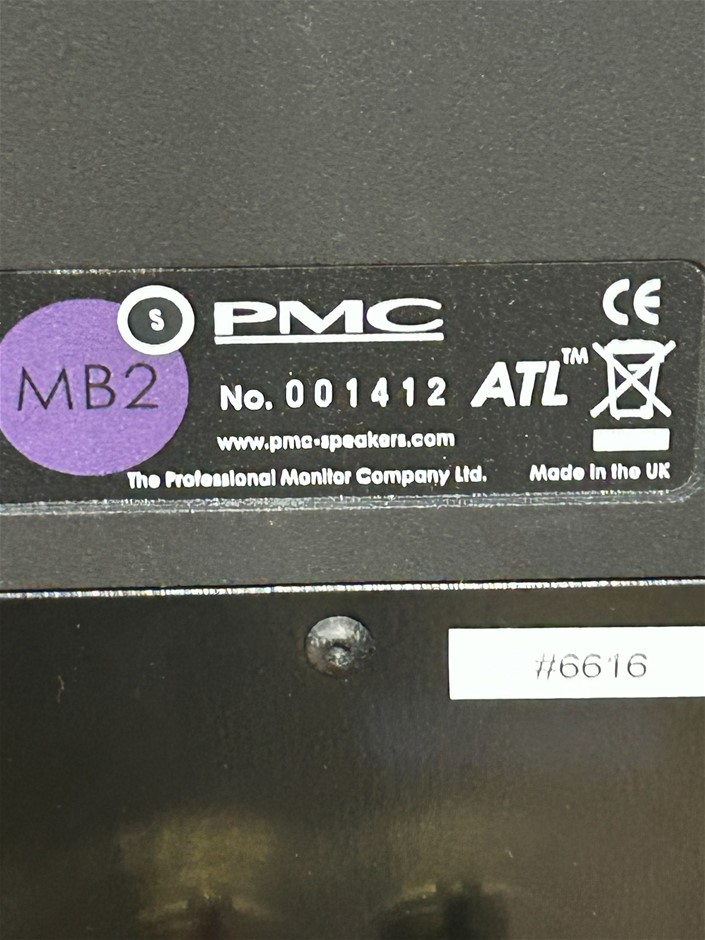 S PMC
MB2
No. 001412 ATL™
www.pmc-speakers.com
The Professional Monitor Company Ltd. Made in the UK
CE
#6616